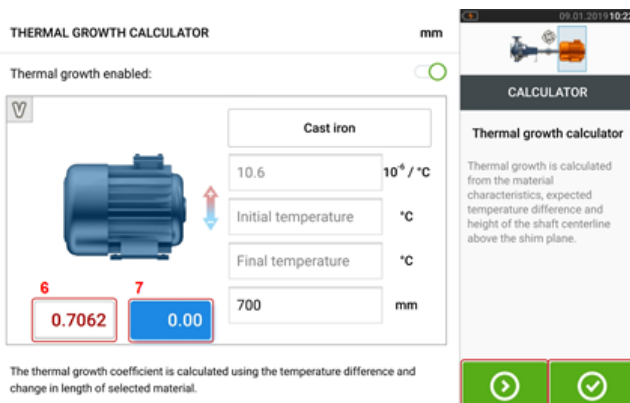 THERMAL GROWTH CALCULATOR mm
Thermal growth enabled:
Cast iron
10.6 10⁻⁶ / °C
Initial temperature °C
Final temperature °C
6 7
0.7062 0.00 700 mm
The thermal growth coefficient is calculated using the temperature difference and
change in length of selected material.
09.01.2019 10:22
CALCULATOR
Thermal growth calculator
Thermal growth is calculated
from the material
characteristics, expected
temperature difference and
height of the shaft centerline
above the shim plane.